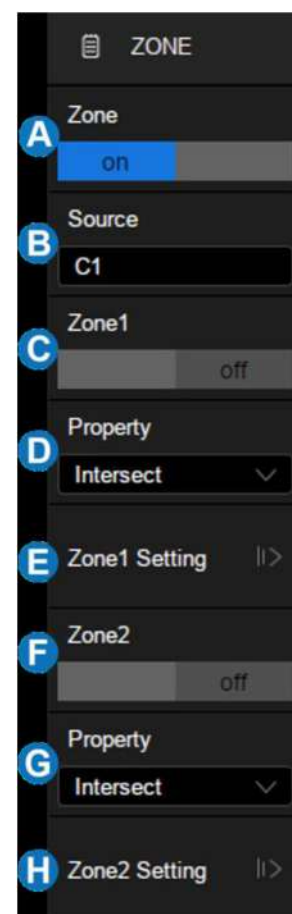 ZONE
A
Zone
on
B
Source
C1
C
Zone1
off
D
Property
Intersect
E
Zone1 Setting
F
Zone2
off
G
Property
Intersect
H
Zone2 Setting